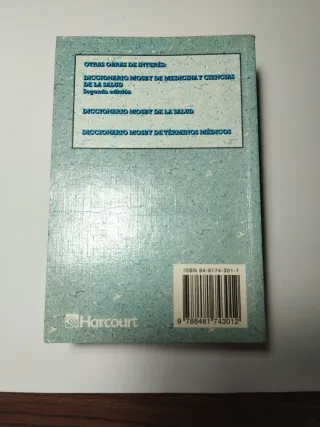 OTRAS OBRAS DE INTERÉS:
DICCIONARIO MOSBY DE MEDICINA Y CIENCIAS
DE LA SALUD
Segunda edición
DICCIONARIO MOSBY DE LA SALUD
DICCIONARIO MOSBY DE TÉRMINOS MÉDICOS
ISBN 84-8174-301-1
9 788481 743012
Harcourt